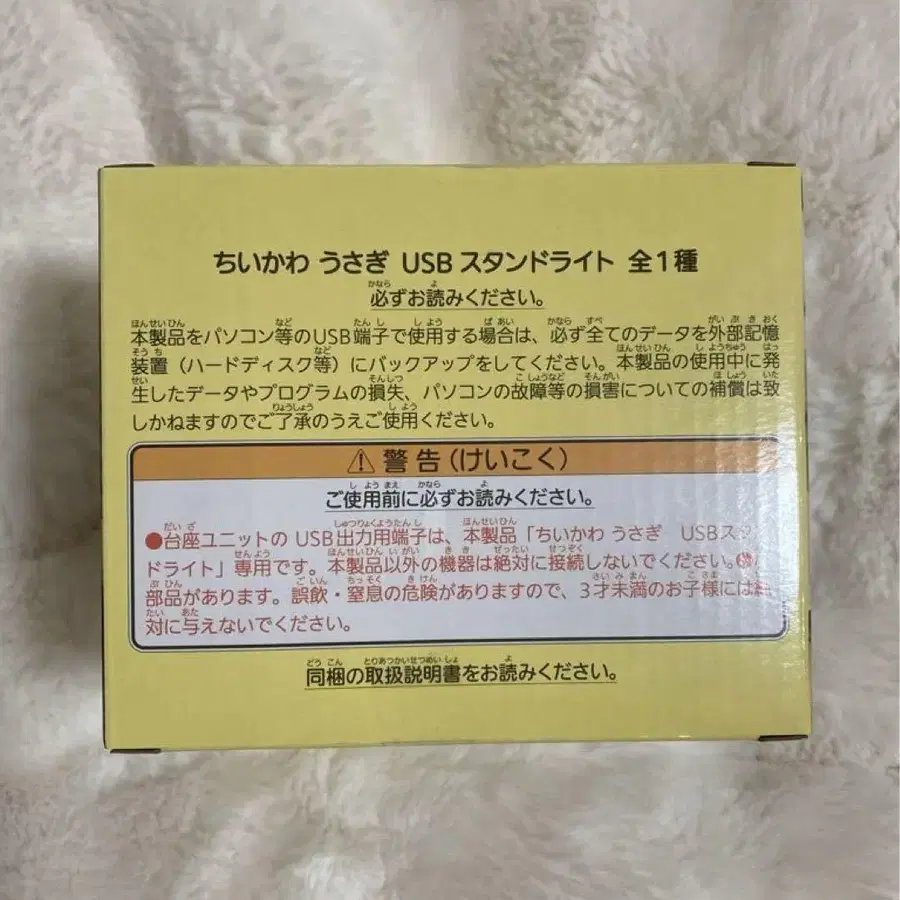 ちいかわ うさぎ USBスタンドライト 全1種
必ずお読みください。
本製品をパソコン等のUSB端子で使用する場合は、必ず全てのデータを外部記憶
装置（ハードディスク等）にバックアップをしてください。本製品の使用中に発
生したデータやプログラムの損失、パソコンの故障等の損害についての補償は致
しかねますのでご了承のうえご使用ください。
⚠警告（けいこく）
ご使用前に必ずお読みください。
●台座ユニットの USB出力用端子は、本製品「ちいかわ うさぎ USBスタ
ドライト」専用です。本製品以外の機器は絶対に接続しないでください。
部品があります。誤飲・窒息の危険がありますので、3才未満のお子様には絶
対に与えないでください。
同梱の取扱説明書をお読みください。